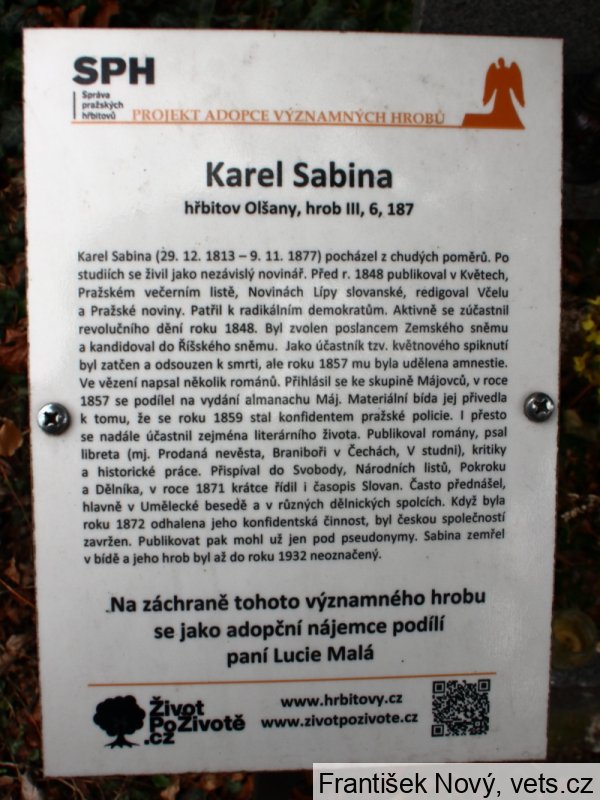 SPH
Správa
pražských
hřbitovů
PROJEKT ADOPCE VÝZNAMNÝCH HROBŮ
Karel Sabina
hřbitov Olšany, hrob III, 6, 187
Karel Sabina (29. 12. 1813 – 9. 11. 1877) pocházel z chudých poměrů. Po
studiích se živil jako nezávislý novinář. Před r. 1848 publikoval v Květech,
Pražském večerním listě, Novinách Lípy slovanské, redigoval Včelu
a Pražské noviny. Patřil k radikálním demokratům. Aktivně se zúčastnil
revolučního dění roku 1848. Byl zvolen poslancem Zemského sněmu
a kandidoval do Říšského sněmu. Jako účastník tzv. květnového spiknutí
byl zatčen a odsouzen k smrti, ale roku 1857 mu byla udělena amnestie.
Ve vězení napsal několik románů. Přihlásil se ke skupině Májovců, v roce
1857 se podílel na vydání almanachu Máj. Materiální bída jej přivedla
k tomu, že se roku 1859 stal konfidentem pražské policie. I přesto
se nadále účastnil zejména literárního života. Publikoval romány, psal
libreta (mj. Prodaná nevěsta, Braniboři v Čechách, V studni), kritiky
a historické práce. Přispíval do Svobody, Národních listů, Pokroku
a Dělníka, v roce 1871 krátce řídil i časopis Slovan. Často přednášel,
hlavně v Umělecké besedě a v různých dělnických spolcích. Když byla
roku 1872 odhalena jeho konfidentská činnost, byl českou společností
zavržen. Publikovat pak mohl už jen pod pseudonymy. Sabina zemřel
v bídě a jeho hrob byl až do roku 1932 neoznačený.
Na záchraně tohoto významného hrobu
se jako adopční nájemce podílí
paní Lucie Malá
Život
PoŽivotě
.cz
www.hrbitovy.cz
www.zivotpozivote.cz
František Nový, vets.cz